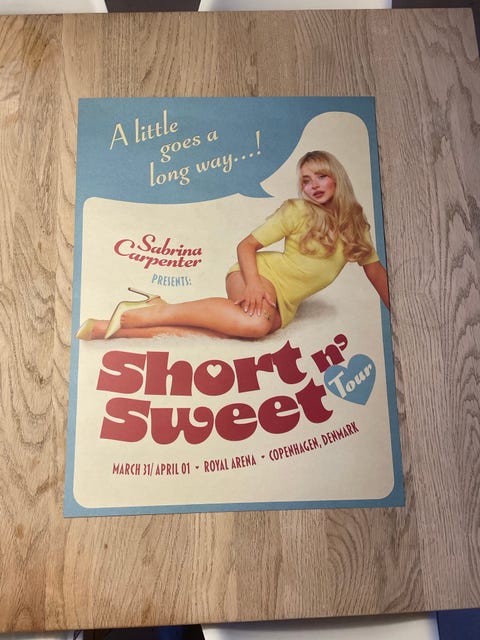 A little
goes a
long way...!
Sabrina
Carpenter
PRESENTS:
Short n'
Sweet
Tour
MARCH 31/APRIL 01 • ROYAL ARENA • COPENHAGEN, DENMARK